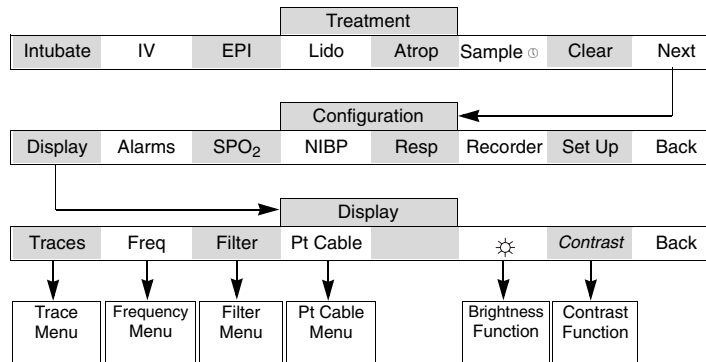 Treatment
Intubate IV EPI Lido Atrop Sample Clear Next
Configuration
Display Alarms SPO₂ NIBP Resp Recorder Set Up Back
Display
Traces Freq Filter Pt Cable Contrast Back
Trace Menu
Frequency Menu
Filter Menu
Pt Cable Menu
Brightness Function
Contrast Function